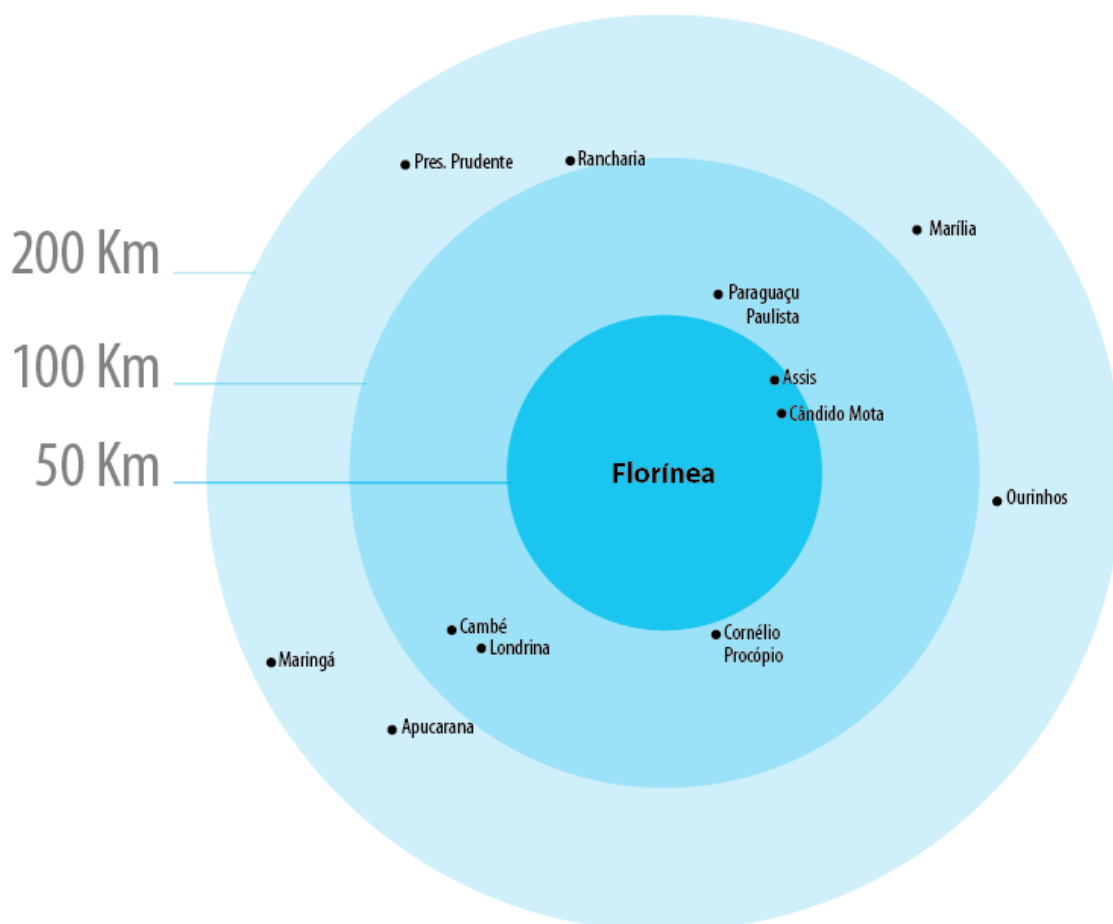 Pres. Prudente
Rancharia
Marília
200 Km
Paraguaçu
Paulista
100 Km
Assis
Cândido Mota
50 Km
Florínea
Ourinhos
Cambé
Londrina
Cornélio
Procópio
Maringá
Apucarana